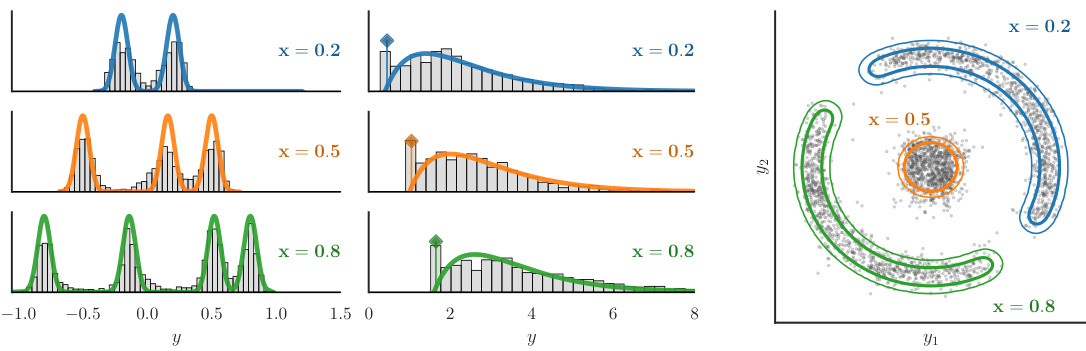 x = 0.2
x = 0.5
x = 0.8
−1.0 −0.5 0.0 0.5 1.0 1.5
y
x = 0.2
x = 0.5
x = 0.8
0 2 4 6 8
y
x = 0.2
x = 0.5
x = 0.8
y₂
y₁